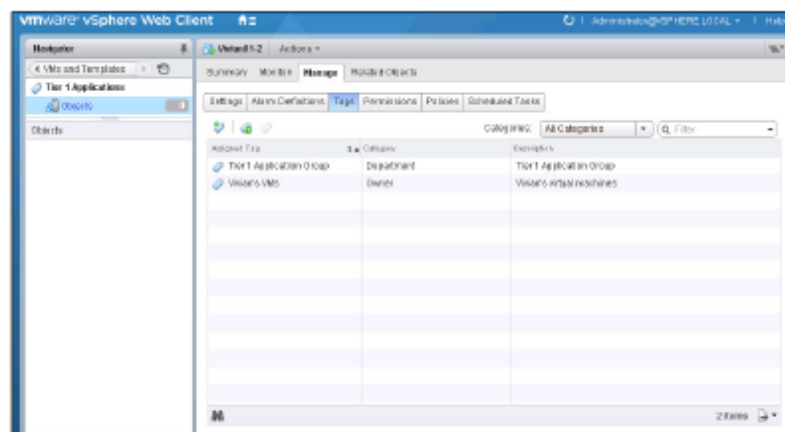 vmware® vSphere Web Client
Administrator@VSPHERE.LOCAL
Help
Navigator
VMs and Templates
Tier 1 Applications
Objects
Objects
Actions
Summary Monitor Manage Related Objects
Settings Alarm Definitions Tags Permissions Policies Scheduled Tasks
Categories: All Categories Filter
Assigned Tag 1 Category Description
Tier 1 Application Group Department Tier 1 Application Group
Vivian's VMs Owner Vivian's virtual machines
2 items